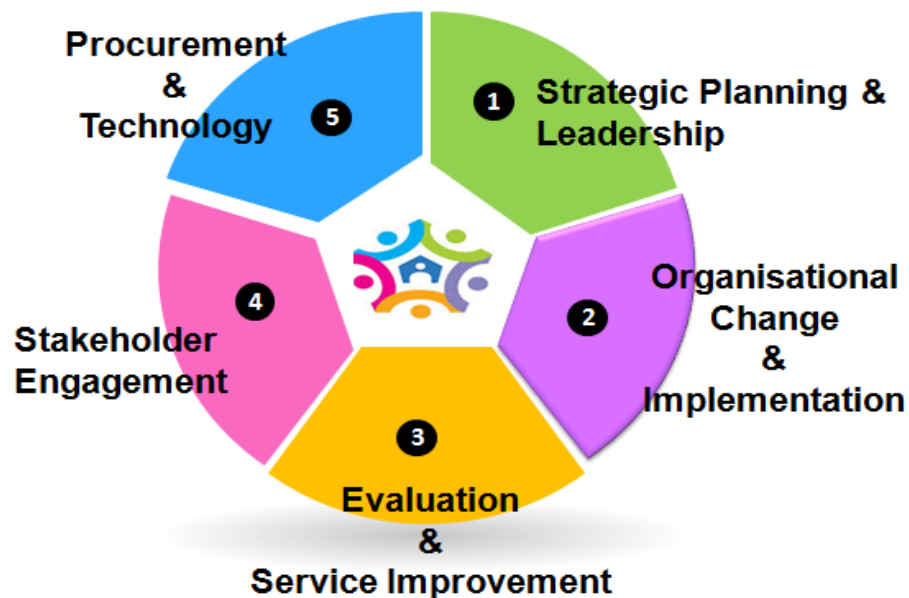 1
Strategic Planning &
Leadership
2
Organisational
Change
&
Implementation
3
Evaluation
&
Service Improvement
4
Stakeholder
Engagement
5
Procurement
&
Technology